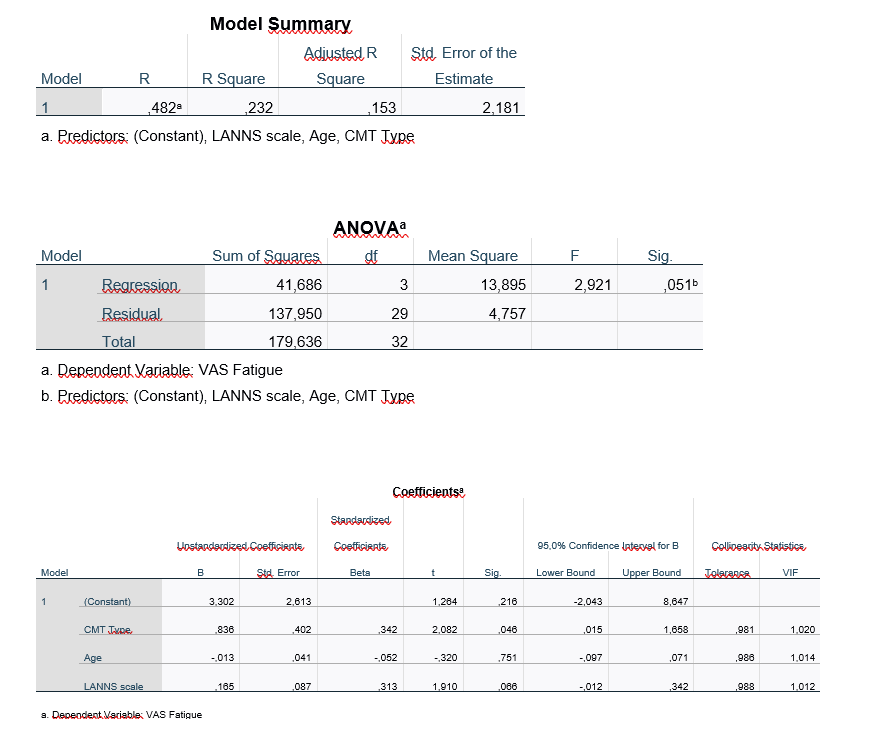 Model Summary
Adjusted R Std. Error of the
Model R R Square Square Estimate
1 ,482ᵃ ,232 ,153 2,181
a. Predictors: (Constant), LANNS scale, Age, CMT Type
ANOVAᵃ
Model Sum of Squares df Mean Square F Sig.
1 Regression 41,686 3 13,895 2,921 ,051ᵇ
Residual 137,950 29 4,757
Total 179,636 32
a. Dependent Variable: VAS Fatigue
b. Predictors: (Constant), LANNS scale, Age, CMT Type
Coefficientsᵃ
Standardized
Unstandardized Coefficients Coefficients 95,0% Confidence Interval for B Collinearity Statistics
Model B Std. Error Beta t Sig. Lower Bound Upper Bound Tolerance VIF
1 (Constant) 3,302 2,613 1,264 ,216 -2,043 8,647
CMT Type ,836 ,402 ,342 2,082 ,046 ,015 1,658 ,981 1,020
Age -,013 ,041 -,052 -,320 ,751 -,097 ,071 ,986 1,014
LANNS scale ,165 ,087 ,313 1,910 ,066 -,012 ,342 ,988 1,012
a. Dependent Variable: VAS Fatigue